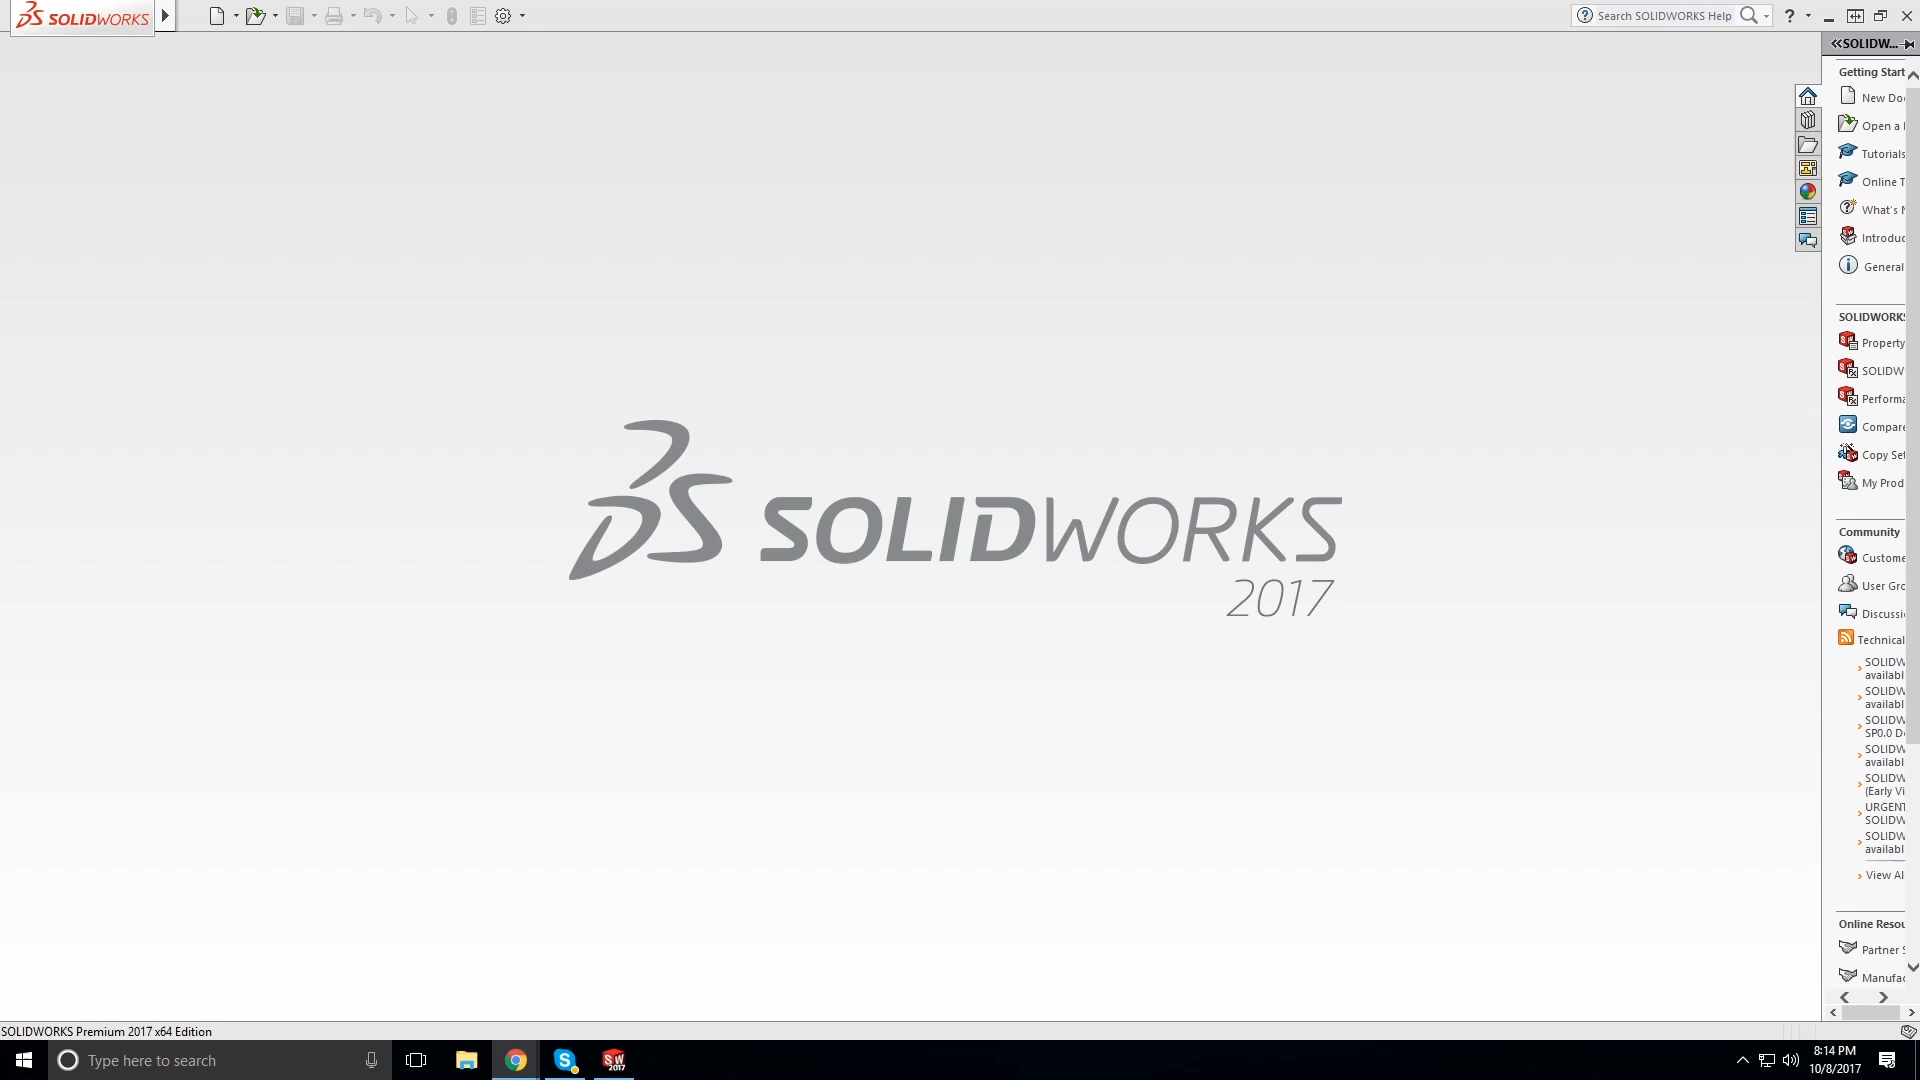 SOLIDWORKS
Search SOLIDWORKS Help
?
SOLIDW...
Getting Start
New Do
Open a
Tutorials
Online T
What's
Introduc
General
SOLIDWORKS
Property
SOLIDW
Performa
Compare
Copy Set
My Prod
Community
Custome
User Gro
Discussi
Technical
SOLIDW
availabl
SOLIDW
availabl
SOLIDW
SP0.0 D
SOLIDW
availabl
SOLIDW
(Early Vi
URGENT
SOLIDW
SOLIDW
availabl
View Al
Online Resou
Partner S
Manufac
SOLIDWORKS
2017
SOLIDWORKS Premium 2017 x64 Edition
Type here to search
SW
2017
8:14 PM
10/8/2017